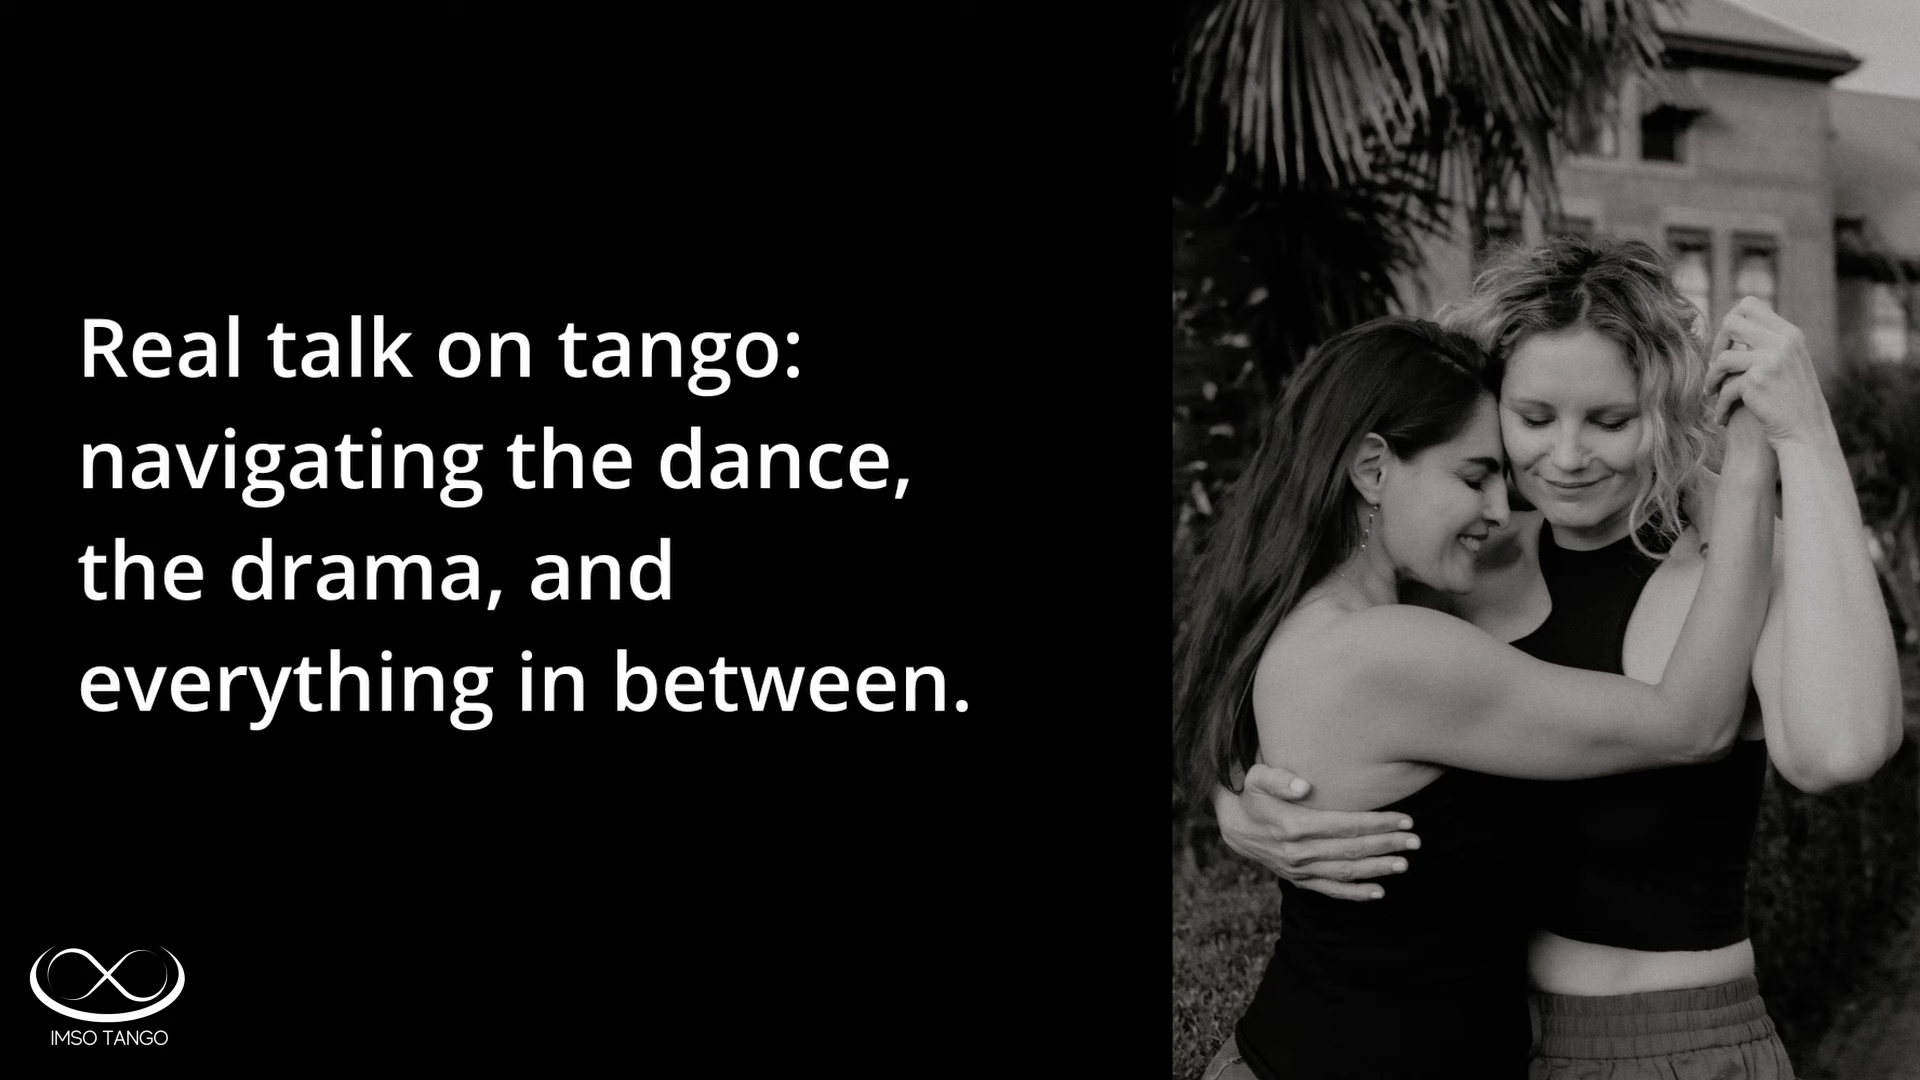 Real talk on tango:
navigating the dance,
the drama, and
everything in between.
IMSO TANGO